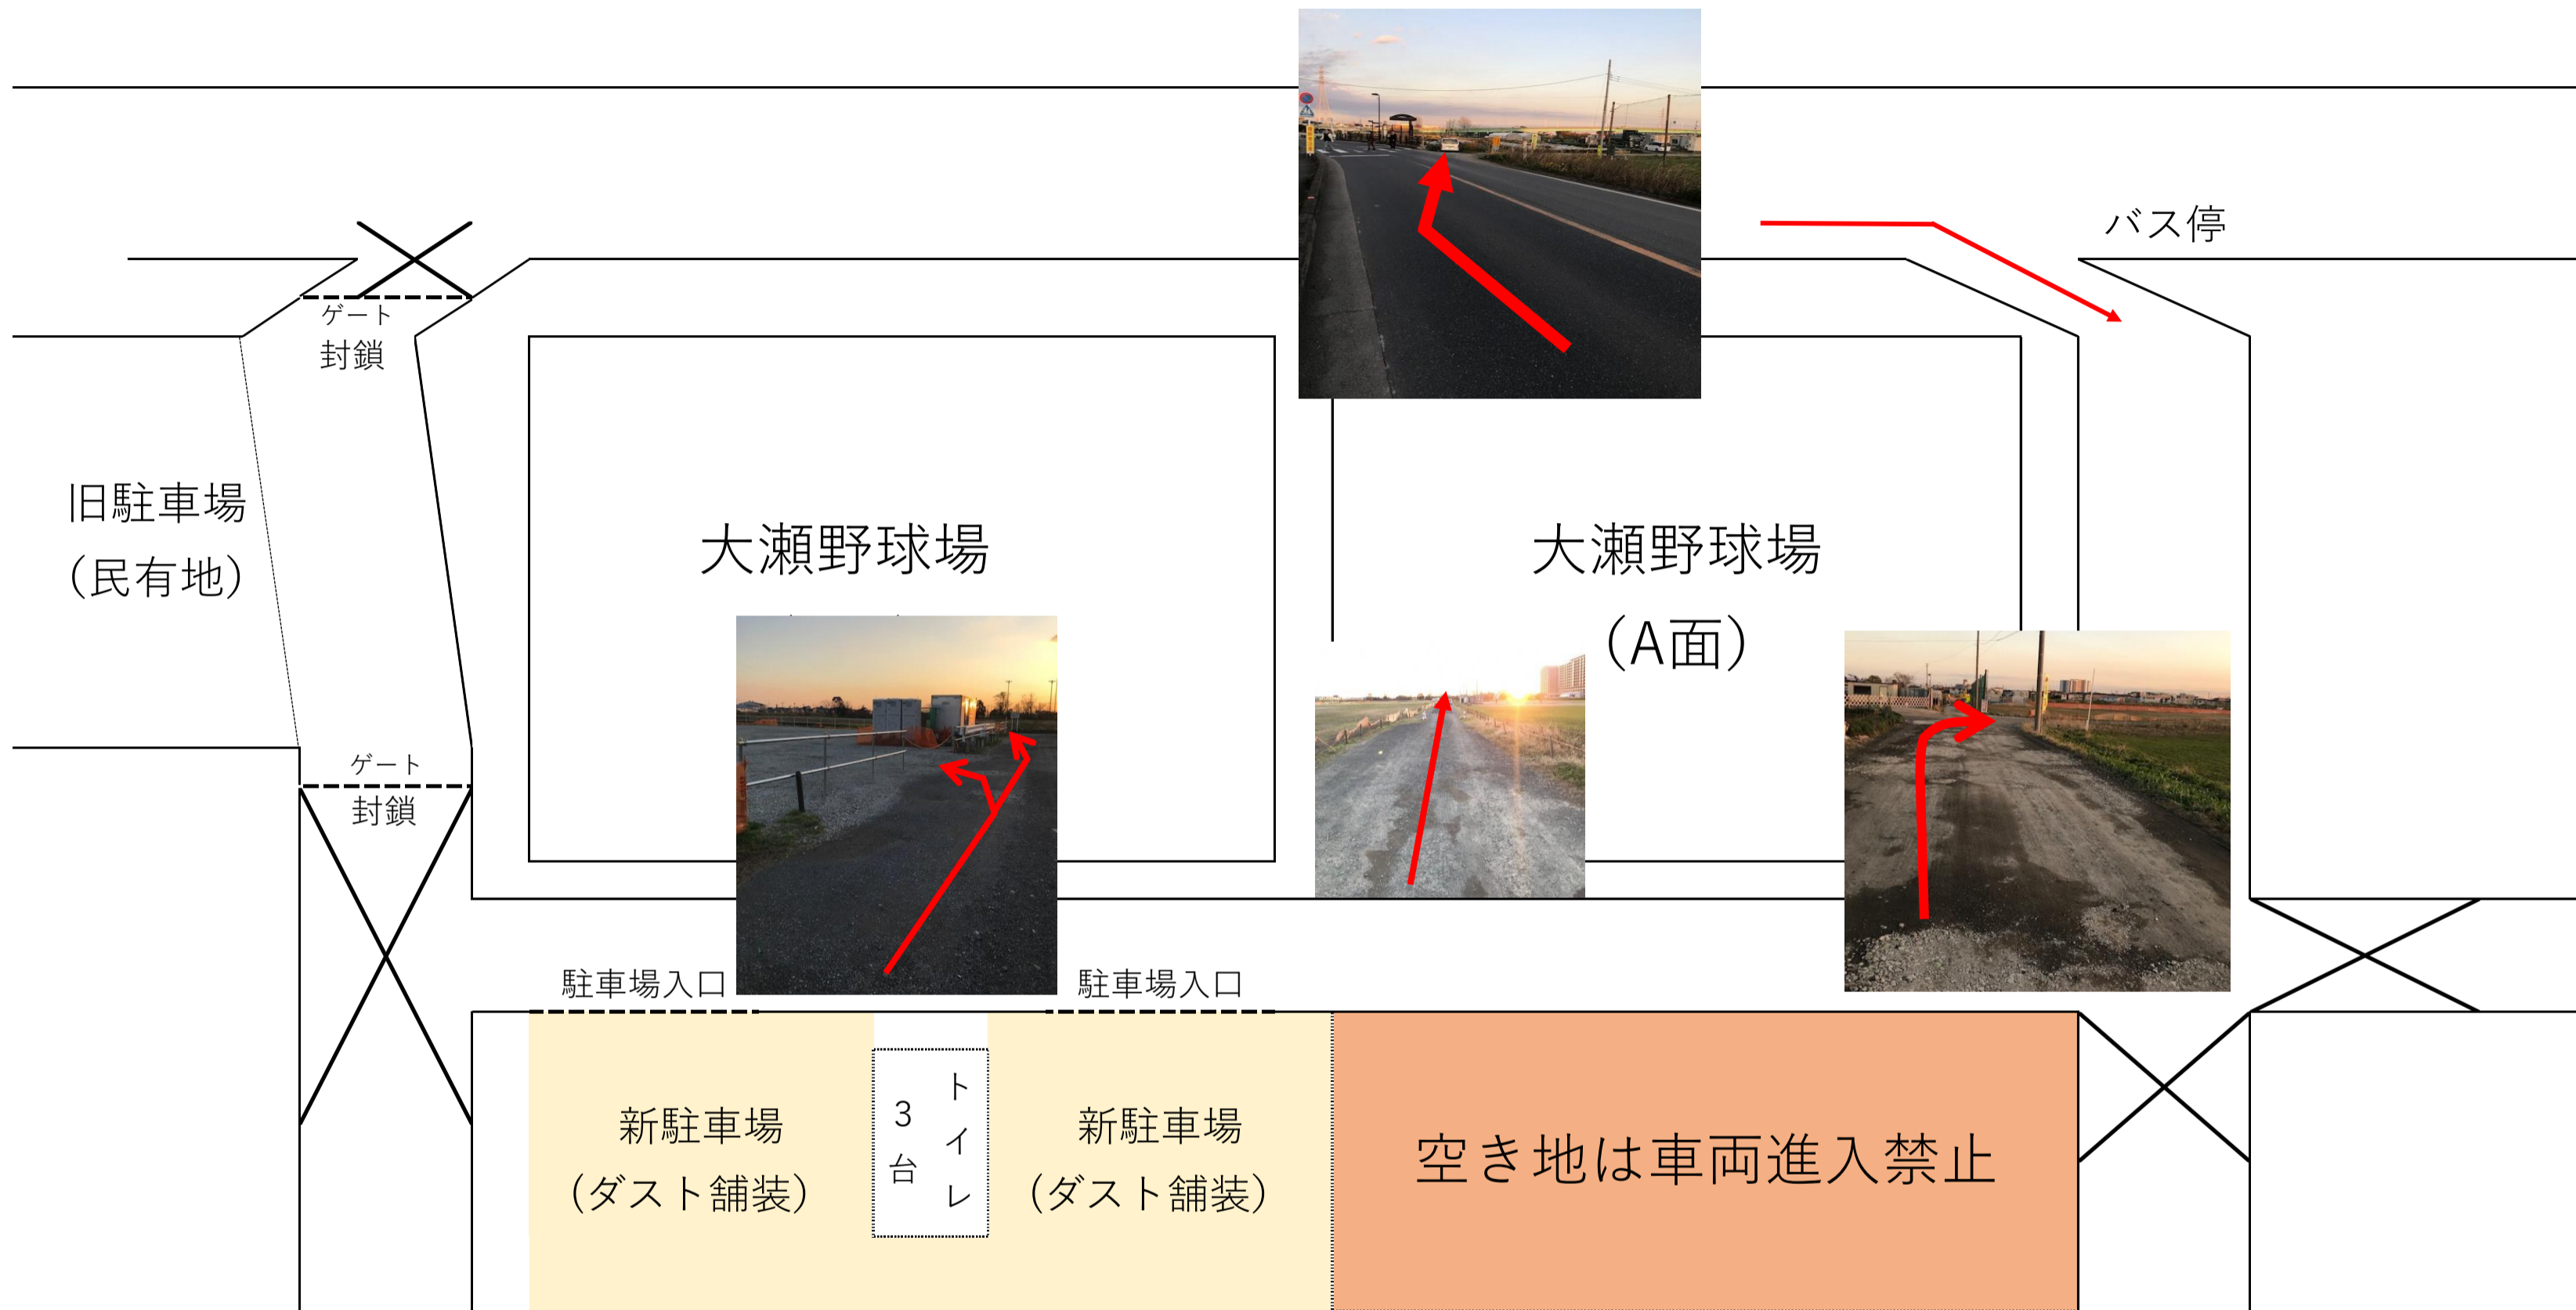 バス停
ゲート
封鎖
旧駐車場
（民有地）
大瀬野球場
大瀬野球場
（A面）
ゲート
封鎖
駐車場入口
駐車場入口
新駐車場
（ダスト舗装）
トイレ
3台
新駐車場
（ダスト舗装）
空き地は車両進入禁止